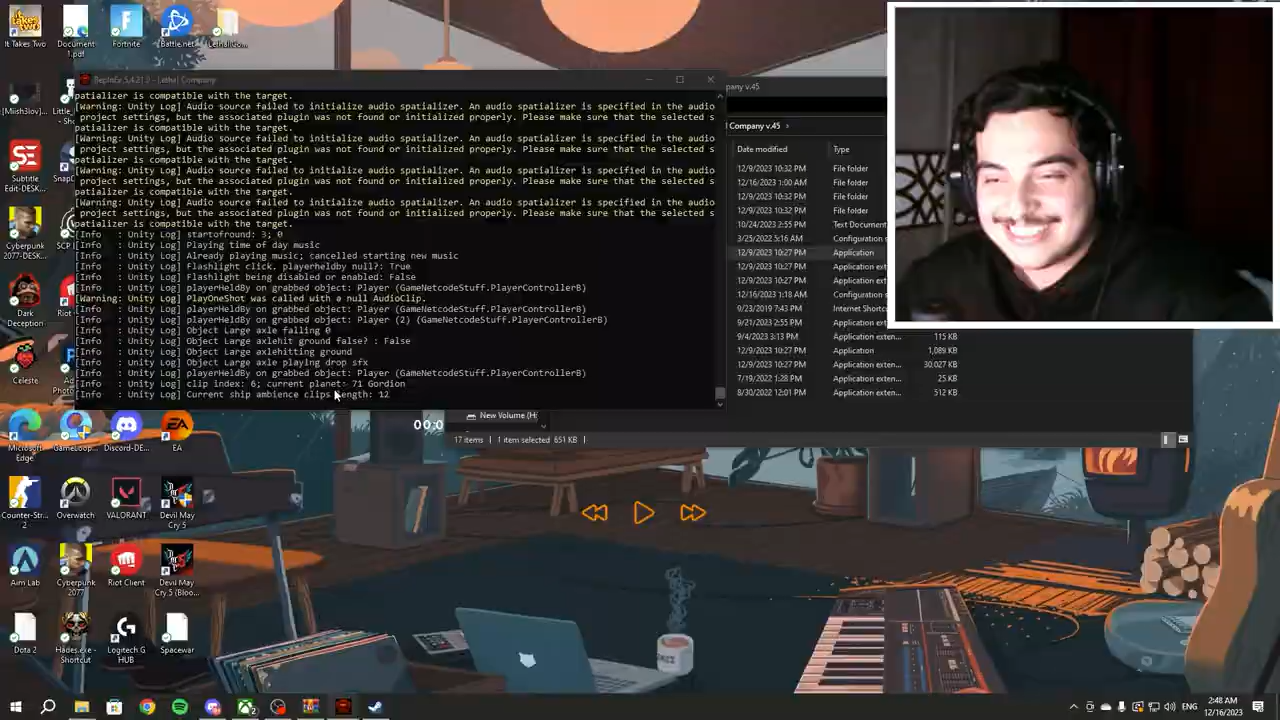 It Takes Two
Document 1.pdf
Fortnite
Battle.net
BepInEx 5.4.21.0 - Lethal Company
patializer is compatible with the target.
[Warning: Unity Log] Audio source failed to initialize audio spatializer. An audio spatializer is specified in the audio
project settings, but the associated plugin was not found or initialized properly. Please make sure that the selected s
patializer is compatible with the target.
[Warning: Unity Log] Audio source failed to initialize audio spatializer. An audio spatializer is specified in the audio
project settings, but the associated plugin was not found or initialized properly. Please make sure that the selected s
patializer is compatible with the target.
[Warning: Unity Log] Audio source failed to initialize audio spatializer. An audio spatializer is specified in the audio
project settings, but the associated plugin was not found or initialized properly. Please make sure that the selected s
patializer is compatible with the target.
[Warning: Unity Log] Audio source failed to initialize audio spatializer. An audio spatializer is specified in the audio
project settings, but the associated plugin was not found or initialized properly. Please make sure that the selected s
patializer is compatible with the target.
[Info : Unity Log] startofround: 3; 0
[Info : Unity Log] Playing time of day music
[Info : Unity Log] Already playing music; cancelled starting new music
[Info : Unity Log] Flashlight click. playerheldby null?: True
[Info : Unity Log] Flashlight being disabled or enabled: False
[Info : Unity Log] playerHeldBy on grabbed object: Player (GameNetcodeStuff.PlayerControllerB)
[Warning: Unity Log] PlayOneShot was called with a null AudioClip.
[Info : Unity Log] playerHeldBy on grabbed object: Player (GameNetcodeStuff.PlayerControllerB)
[Info : Unity Log] playerHeldBy on grabbed object: Player (2) (GameNetcodeStuff.PlayerControllerB)
[Info : Unity Log] Object Large axle falling 0
[Info : Unity Log] Object Large axlehit ground false? : False
[Info : Unity Log] Object Large axlehitting ground
[Info : Unity Log] Object Large axle playing drop sfx
[Info : Unity Log] playerHeldBy on grabbed object: Player (GameNetcodeStuff.PlayerControllerB)
[Info : Unity Log] clip index: 6; current planet: 71 Gordion
[Info : Unity Log] Current ship ambience clips length: 12
ny v.45
Company v.45
Date modified Type
12/9/2023 10:32 PM File folder
12/16/2023 1:00 AM File folder
12/9/2023 10:32 PM File folder
12/9/2023 10:32 PM File folder
10/24/2023 2:55 PM Text Document
3/25/2022 5:16 AM Configuration s
12/9/2023 10:27 PM Application
12/9/2023 10:27 PM Application ext
12/9/2023 10:27 PM Application ext
12/16/2023 1:18 AM Configuration s
9/23/2019 7:43 PM Internet Shortc
9/21/2023 2:55 PM Application ext
9/4/2023 3:13 PM Application exten... 115 KB
12/9/2023 10:27 PM Application 1,089 KB
12/9/2023 10:27 PM Application exten... 30,027 KB
7/19/2022 1:28 PM Application exten... 25 KB
8/30/2022 12:01 PM Application exten... 512 KB
New Volume (H:
00:0
17 items 1 item selected 651 KB
Subtitle Edit
Cyberpunk 2077
SCP
Dark Deception
Celeste
Microsoft Edge
GameLoop
Discord
EA
Counter-Str... 2
Overwatch
VALORANT
Devil May Cry 5
Aim Lab
Cyberpunk 2077
Riot Client
Devil May Cry 5 (Bloo...
Dota 2
Hades.exe - Shortcut
Logitech G HUB
Spacewar
ENG
2:48 AM
12/16/2023